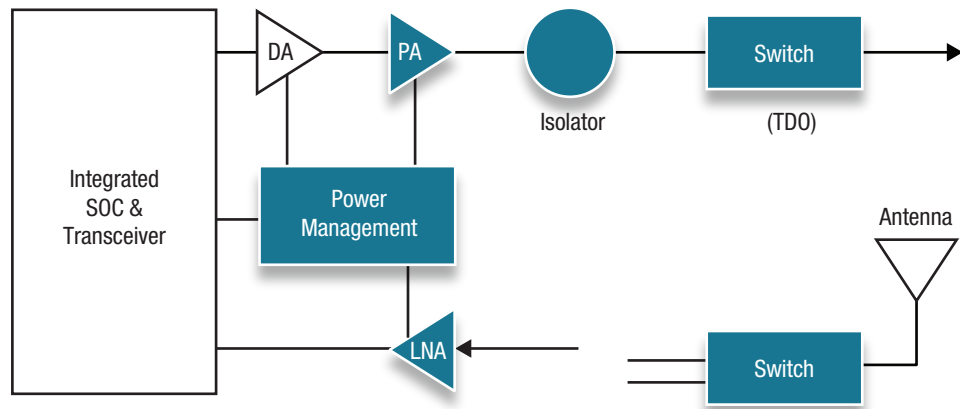 DA
PA
Switch
Isolator
(TDO)
Integrated
SOC &
Transceiver
Power
Management
Antenna
LNA
Switch